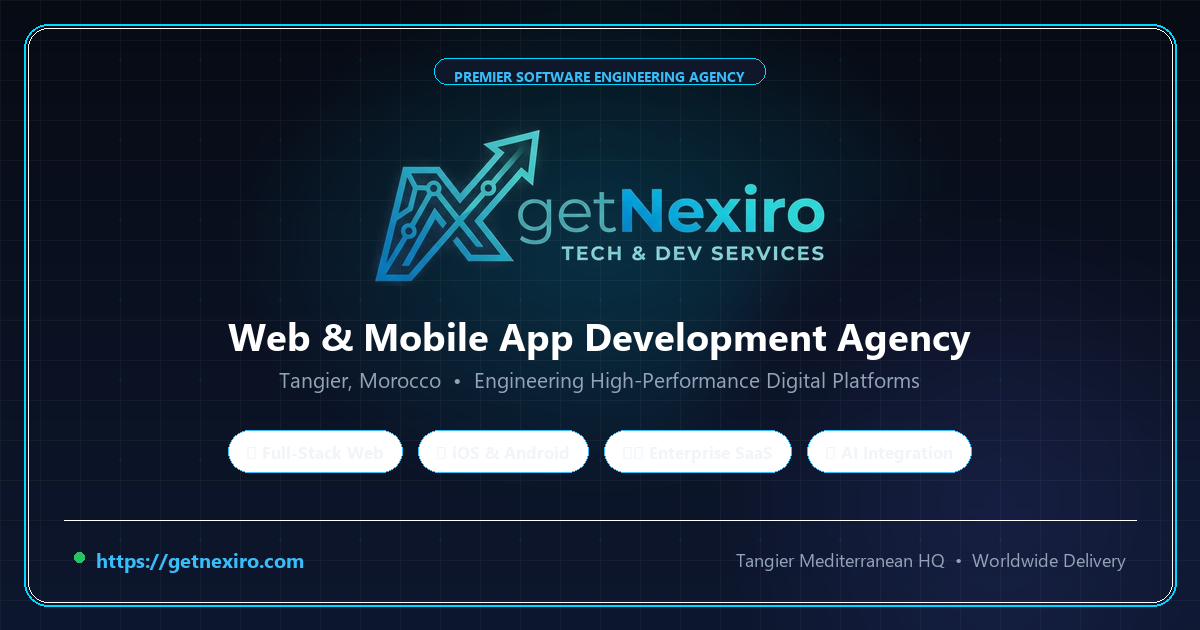 PREMIER SOFTWARE ENGINEERING AGENCY
getNexiro
TECH & DEV SERVICES
Web & Mobile App Development Agency
Tangier, Morocco • Engineering High-Performance Digital Platforms
Full-Stack Web
iOS & Android
Enterprise SaaS
AI Integration
https://getnexiro.com
Tangier Mediterranean HQ • Worldwide Delivery